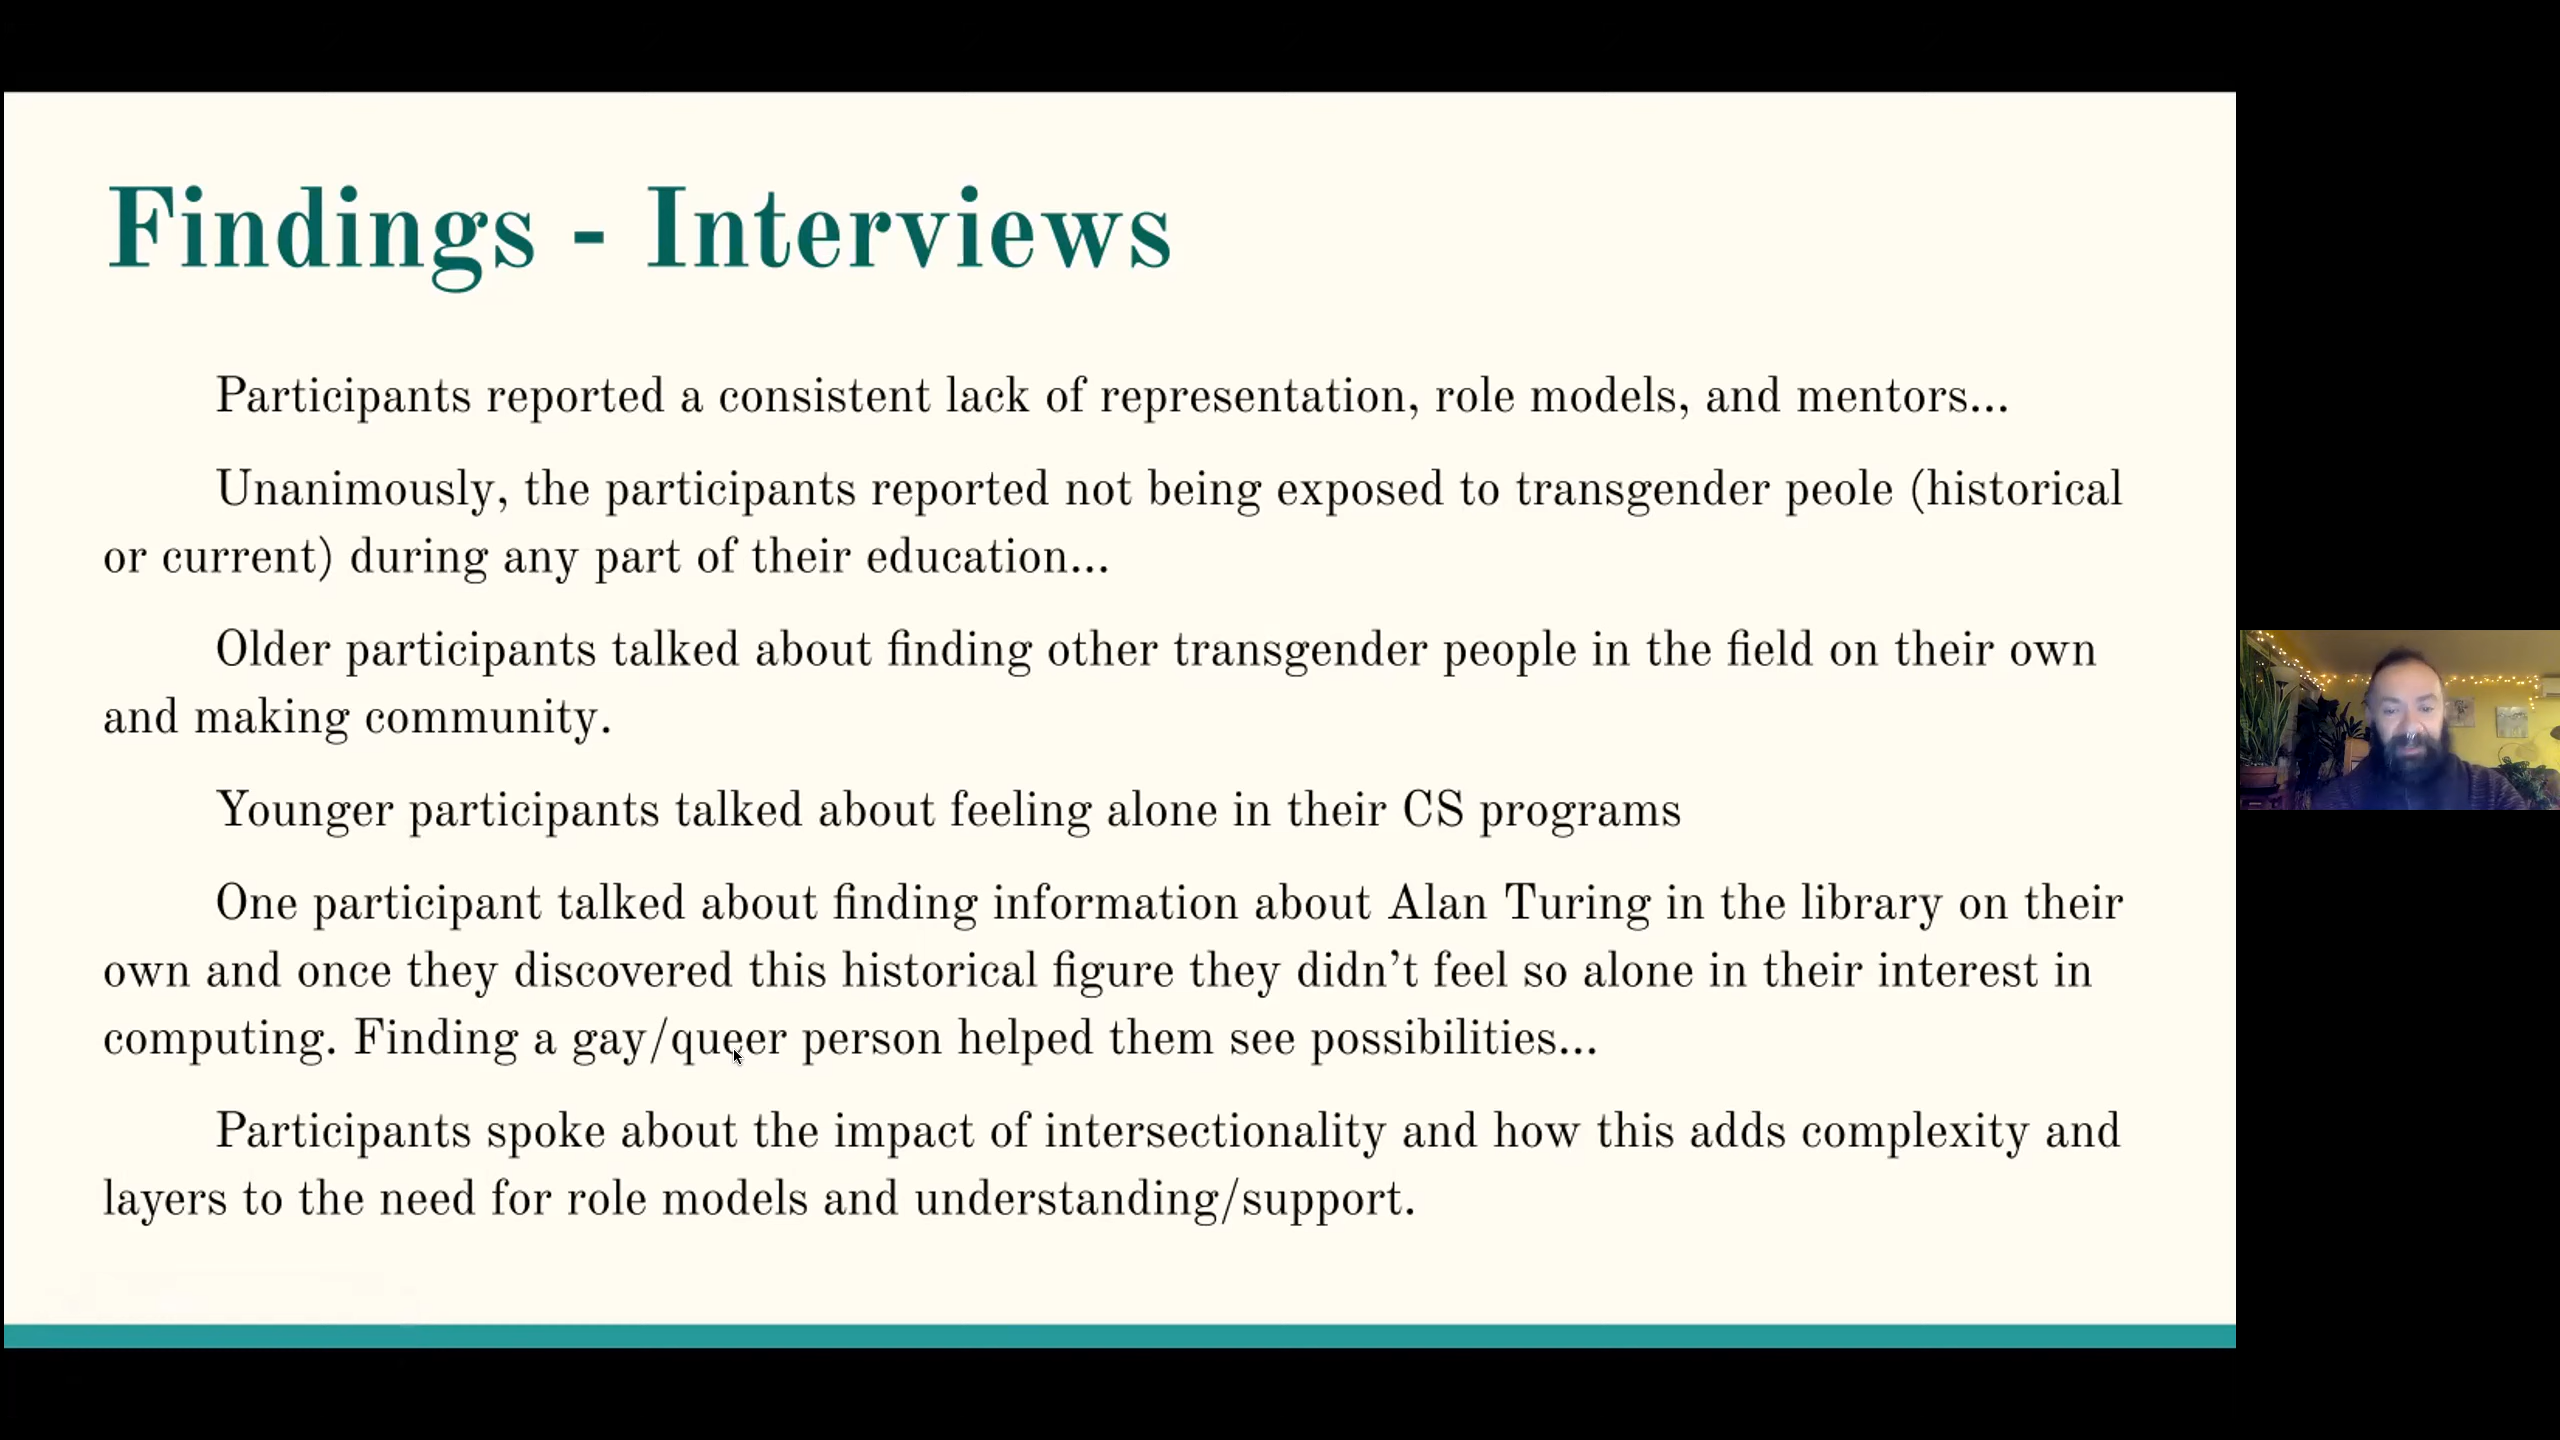 Findings - Interviews
Participants reported a consistent lack of representation, role models, and mentors...
Unanimously, the participants reported not being exposed to transgender peole (historical
or current) during any part of their education...
Older participants talked about finding other transgender people in the field on their own
and making community.
Younger participants talked about feeling alone in their CS programs
One participant talked about finding information about Alan Turing in the library on their
own and once they discovered this historical figure they didn’t feel so alone in their interest in
computing. Finding a gay/queer person helped them see possibilities...
Participants spoke about the impact of intersectionality and how this adds complexity and
layers to the need for role models and understanding/support.